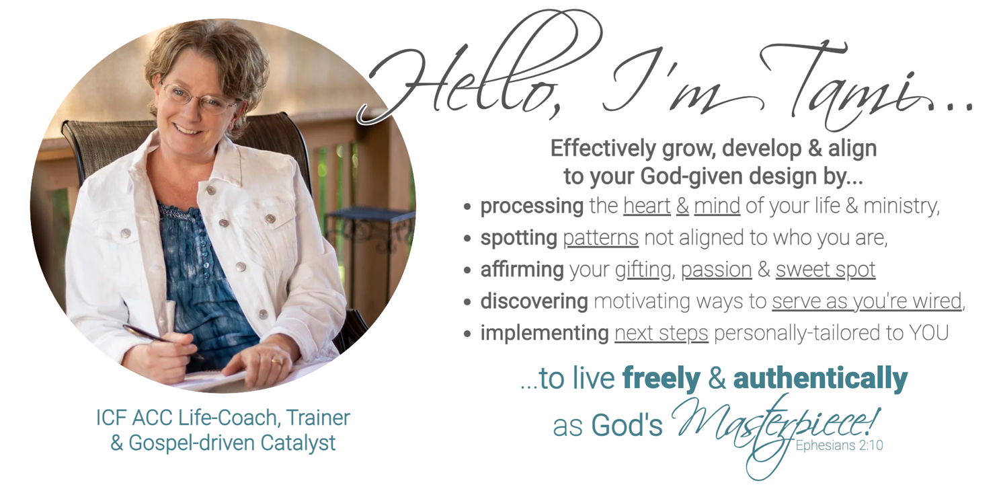 Hello, I'm Tami...
Effectively grow, develop & align
to your God-given design by...
• processing the heart & mind of your life & ministry,
• spotting patterns not aligned to who you are,
• affirming your gifting, passion & sweet spot
• discovering motivating ways to serve as you're wired,
• implementing next steps personally-tailored to YOU
...to live freely & authentically
as God's Masterpiece!
Ephesians 2:10
ICF ACC Life-Coach, Trainer
& Gospel-driven Catalyst